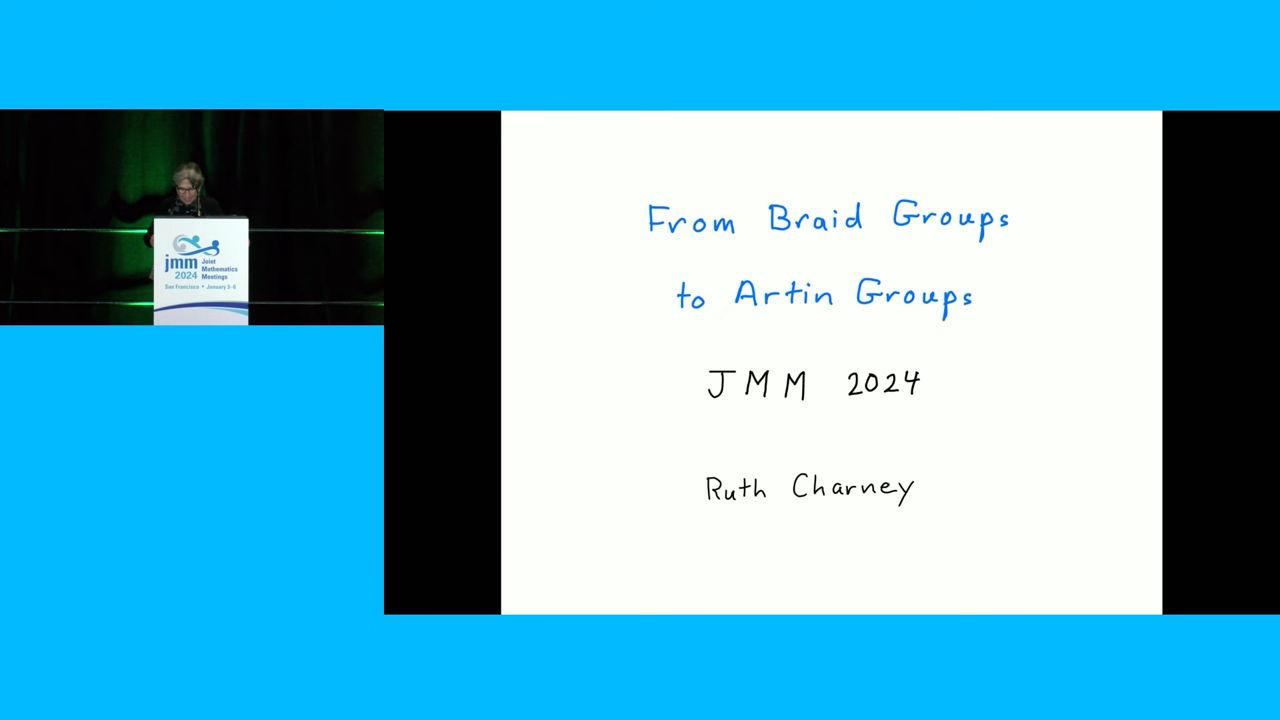 jmm
2024
Joint
Mathematics
Meetings
San Francisco • January 3-6
From Braid Groups
to Artin Groups
JMM 2024
Ruth Charney